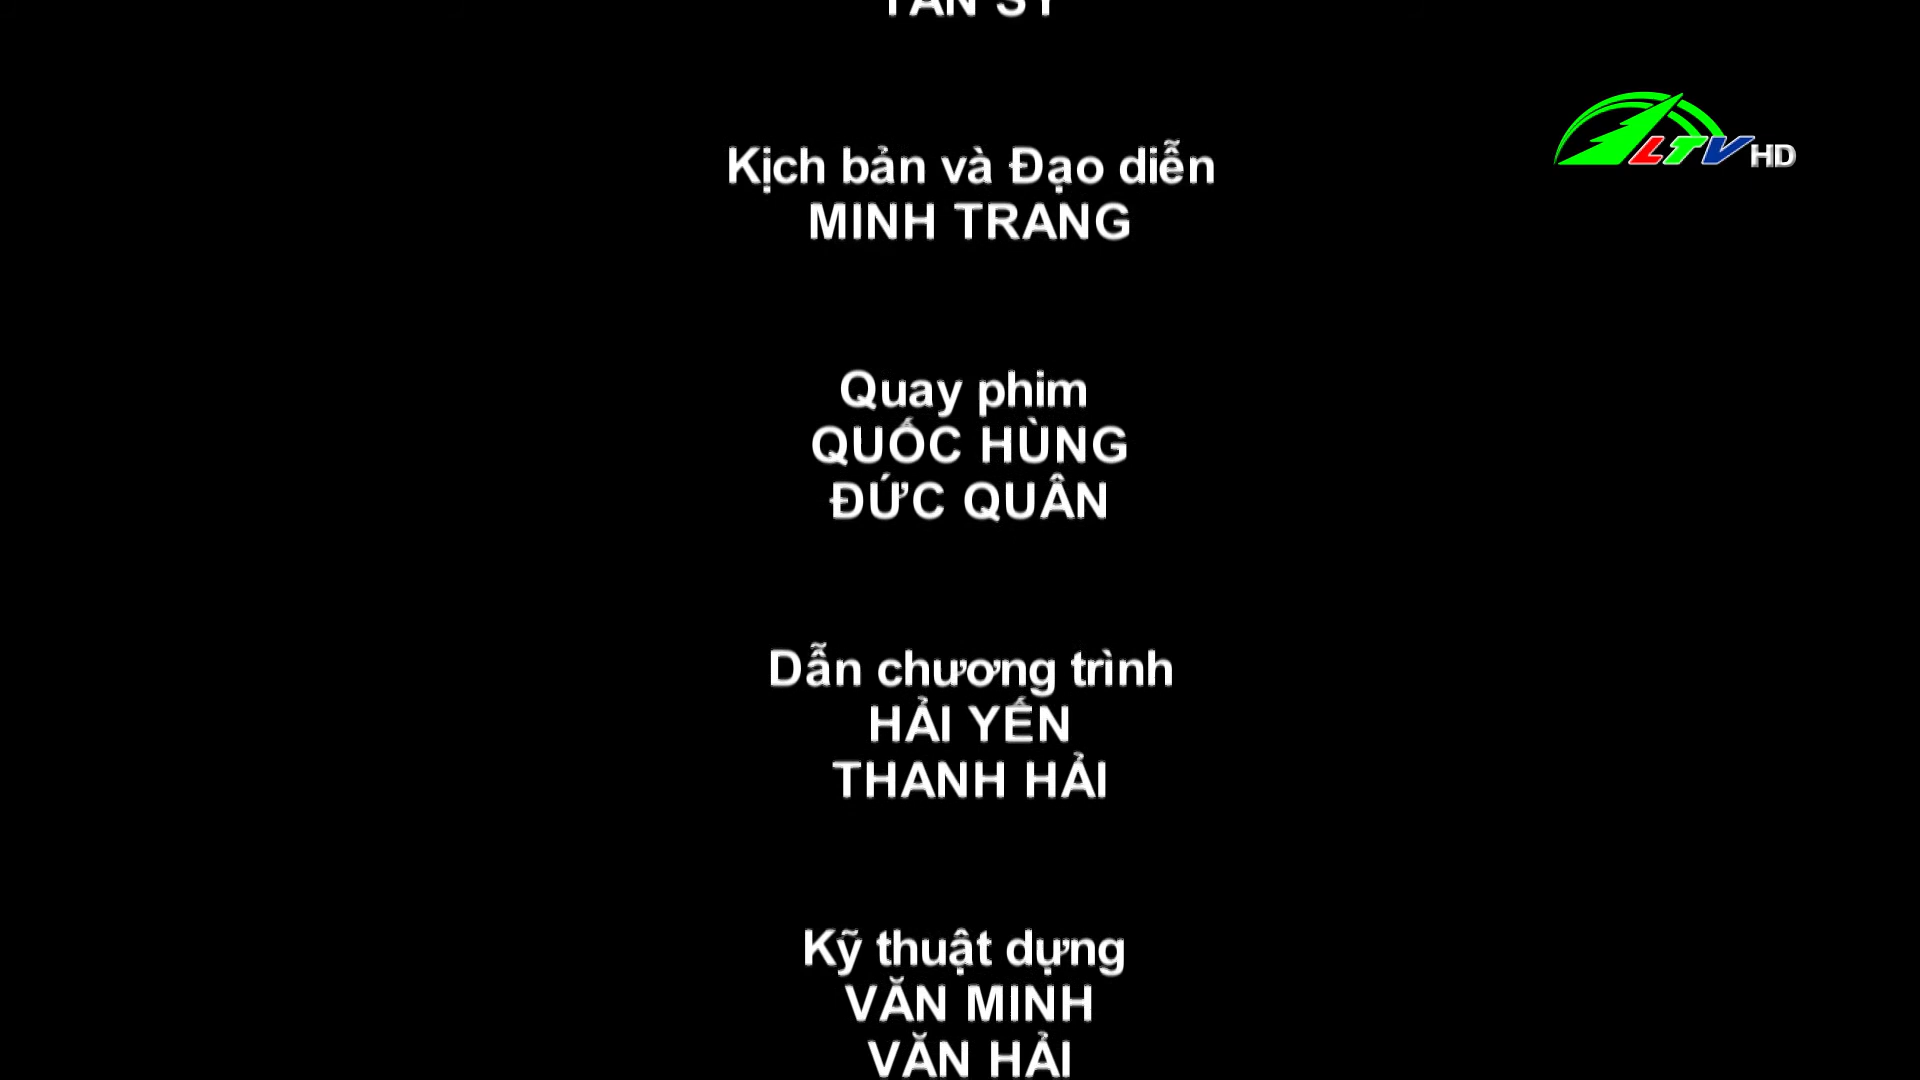 Kịch bản và Đạo diễn
MINH TRANG
LTV HD
Quay phim
QUỐC HÙNG
ĐỨC QUÂN
Dẫn chương trình
HẢI YẾN
THANH HẢI
Kỹ thuật dựng
VĂN MINH
VĂN HẢI